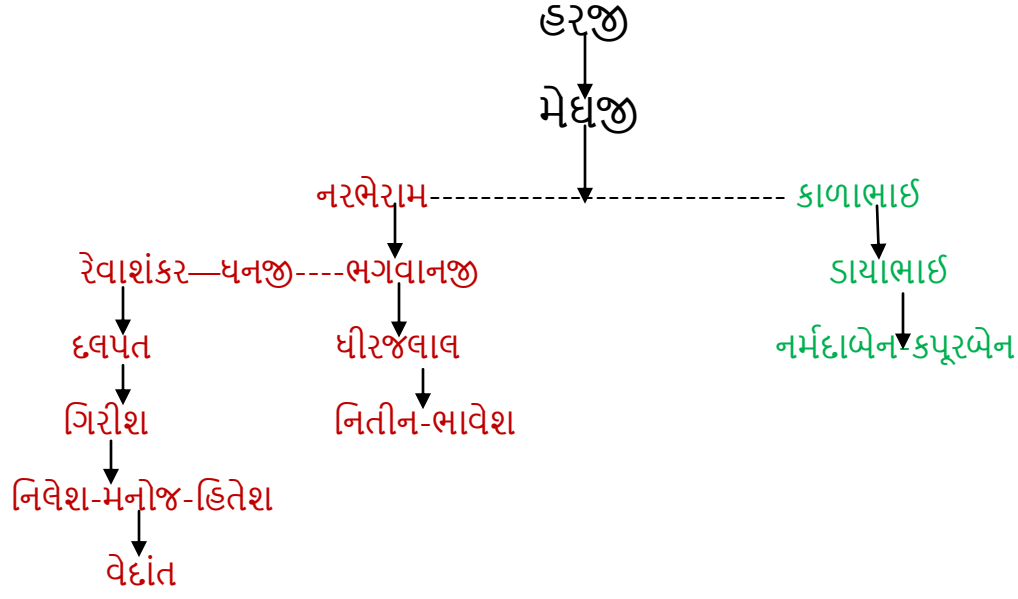 હરજી
મેઘજી
નરભેરામ----------------------------કાળાભાઈ
રેવાશંકર—ધનજી----ભગવાનજી ડાયાભાઈ
દલપત ધીરજલાલ નર્મદાબેન-કપૂરબેન
ગિરીશ નિતીન-ભાવેશ
નિલેશ-મનોજ-હિતેશ
વેદાંત